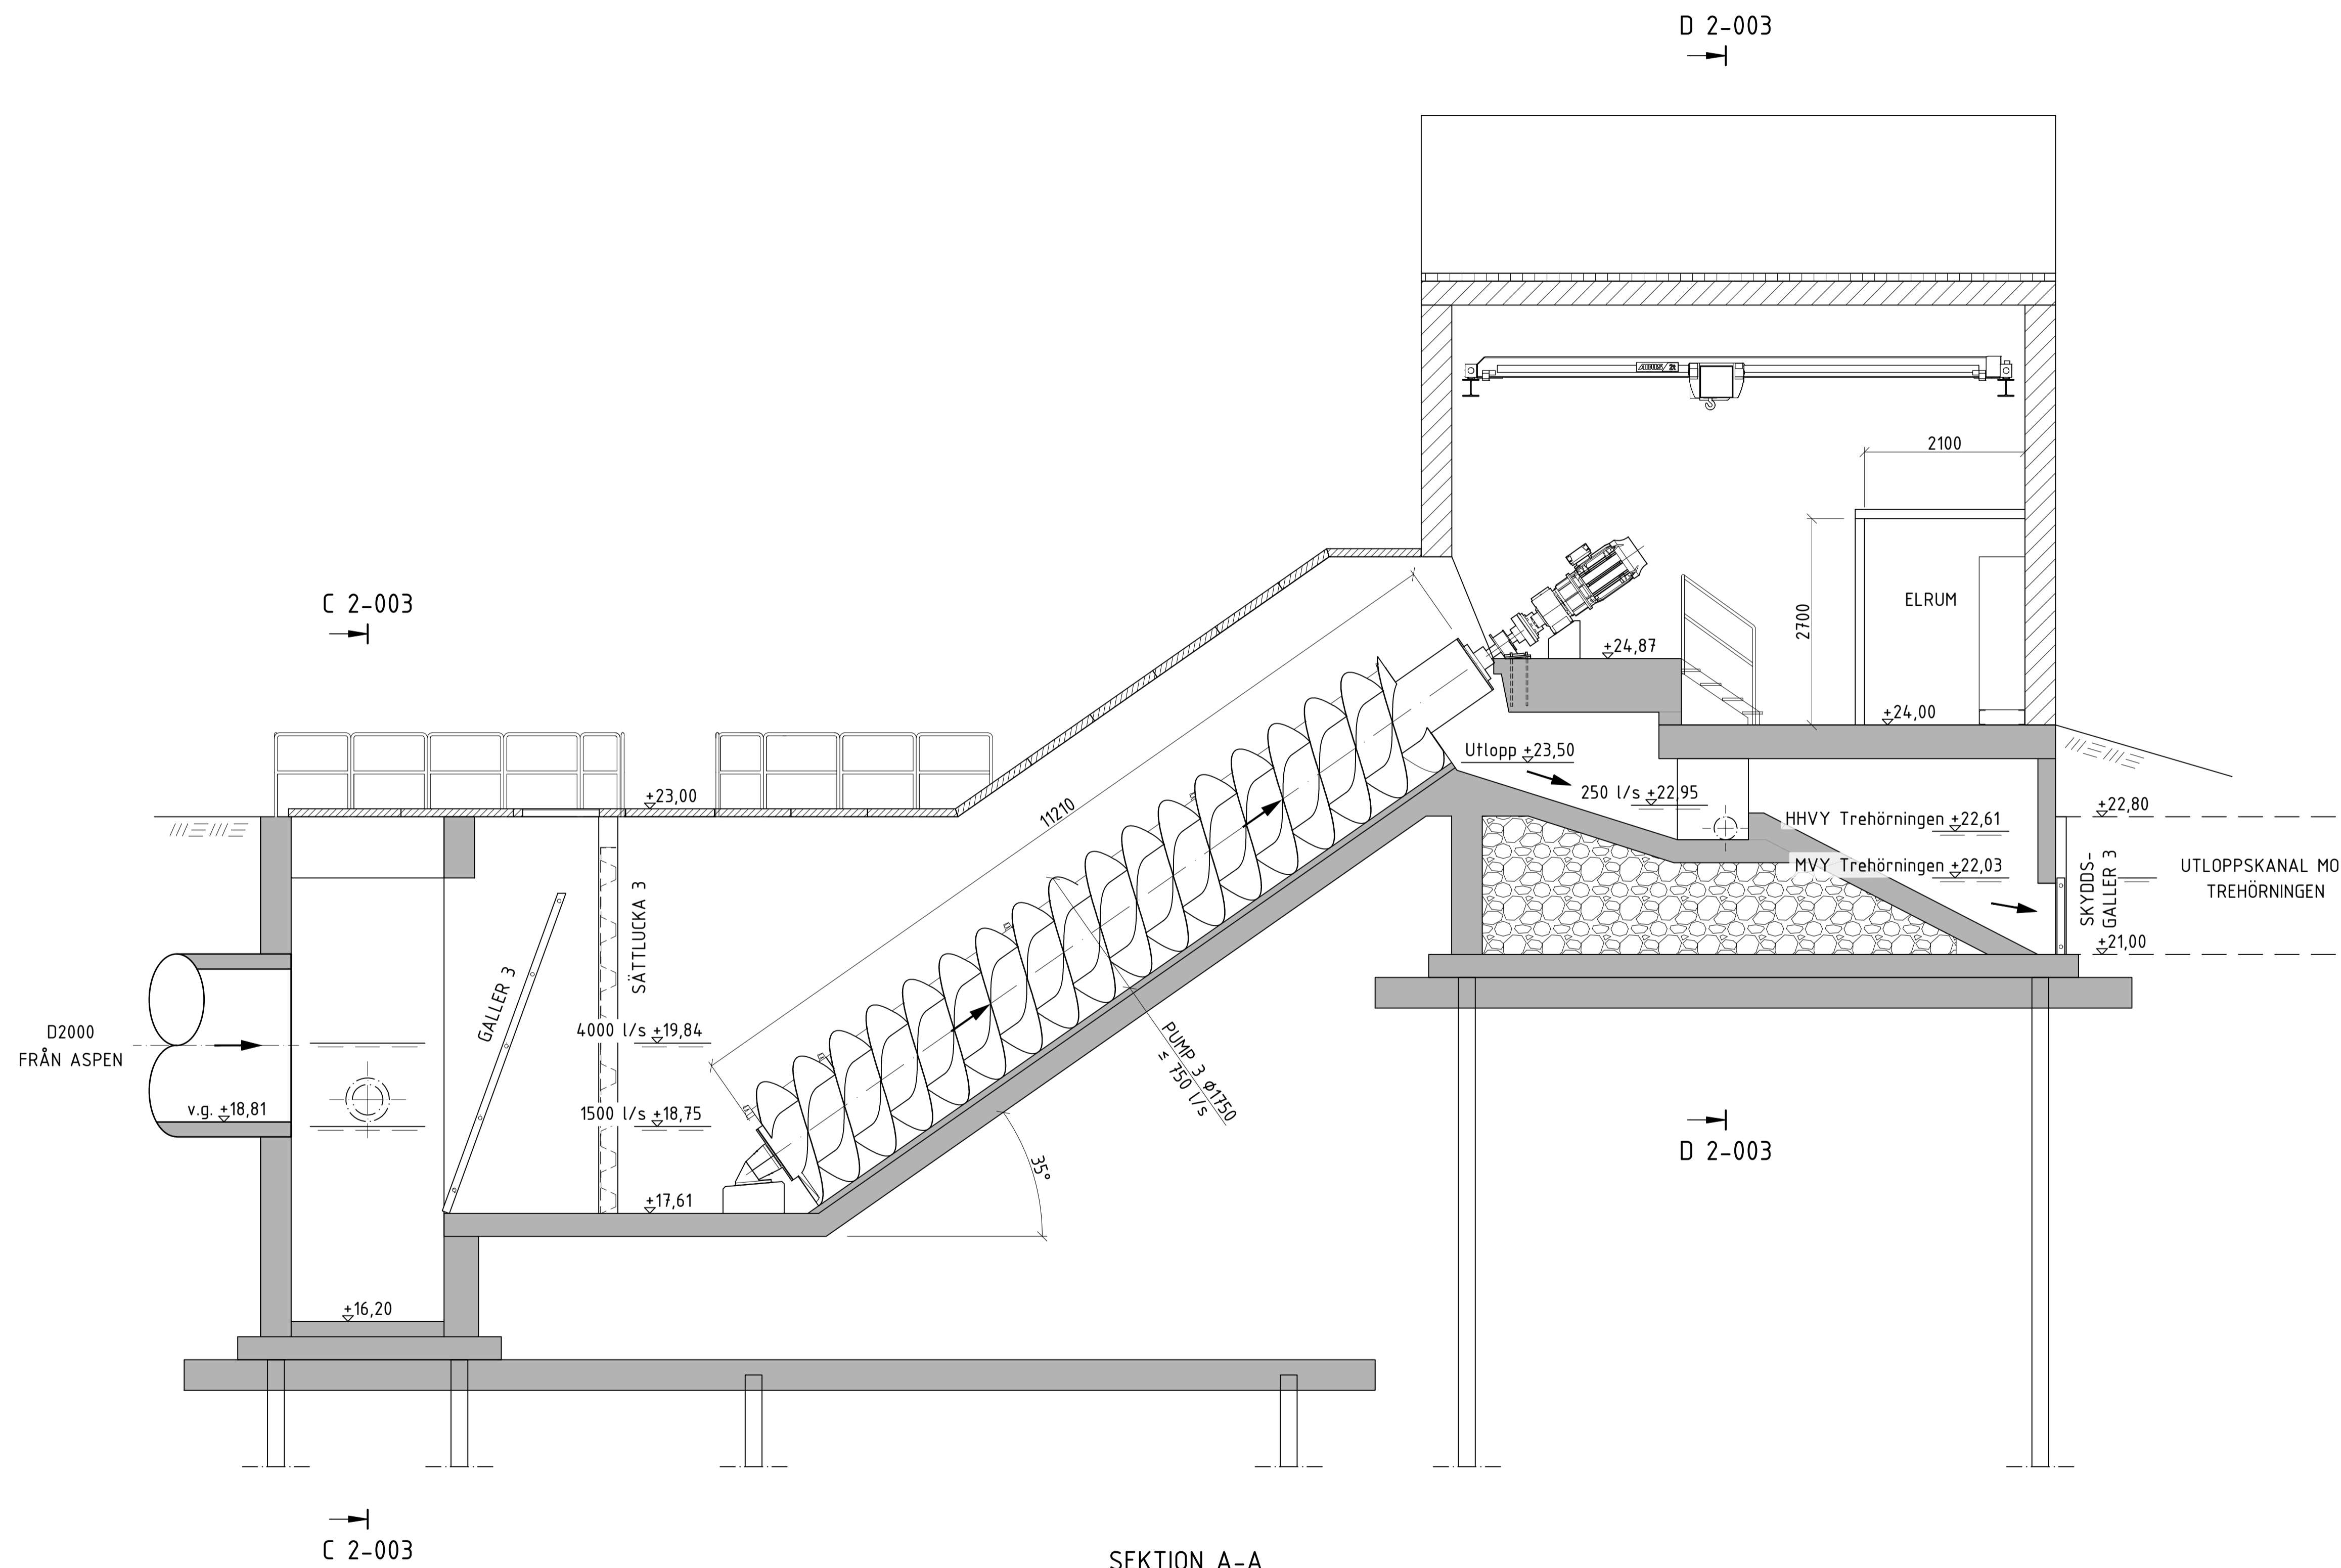 D 2-003
2100
ELRUM
2700
C 2-003
+24,87
+24,00
Utlopp +23,50
+23,00
11210
250 l/s +22,95
HHVY Trehörningen +22,61
+22,80
MVY Trehörningen +22,03
SKYDDS-
GALLER 3
UTLOPPSKANAL MO
TREHÖRNINGEN
+21,00
SÄTTLUCKA 3
GALLER 3
D2000
FRÅN ASPEN
4000 l/s +19,84
v.g. +18,81
1500 l/s +18,75
PUMP 3 Ø1750
≤ 750 l/s
35°
D 2-003
+17,61
+16,20
C 2-003
SEKTION A-A
ABUS 2t